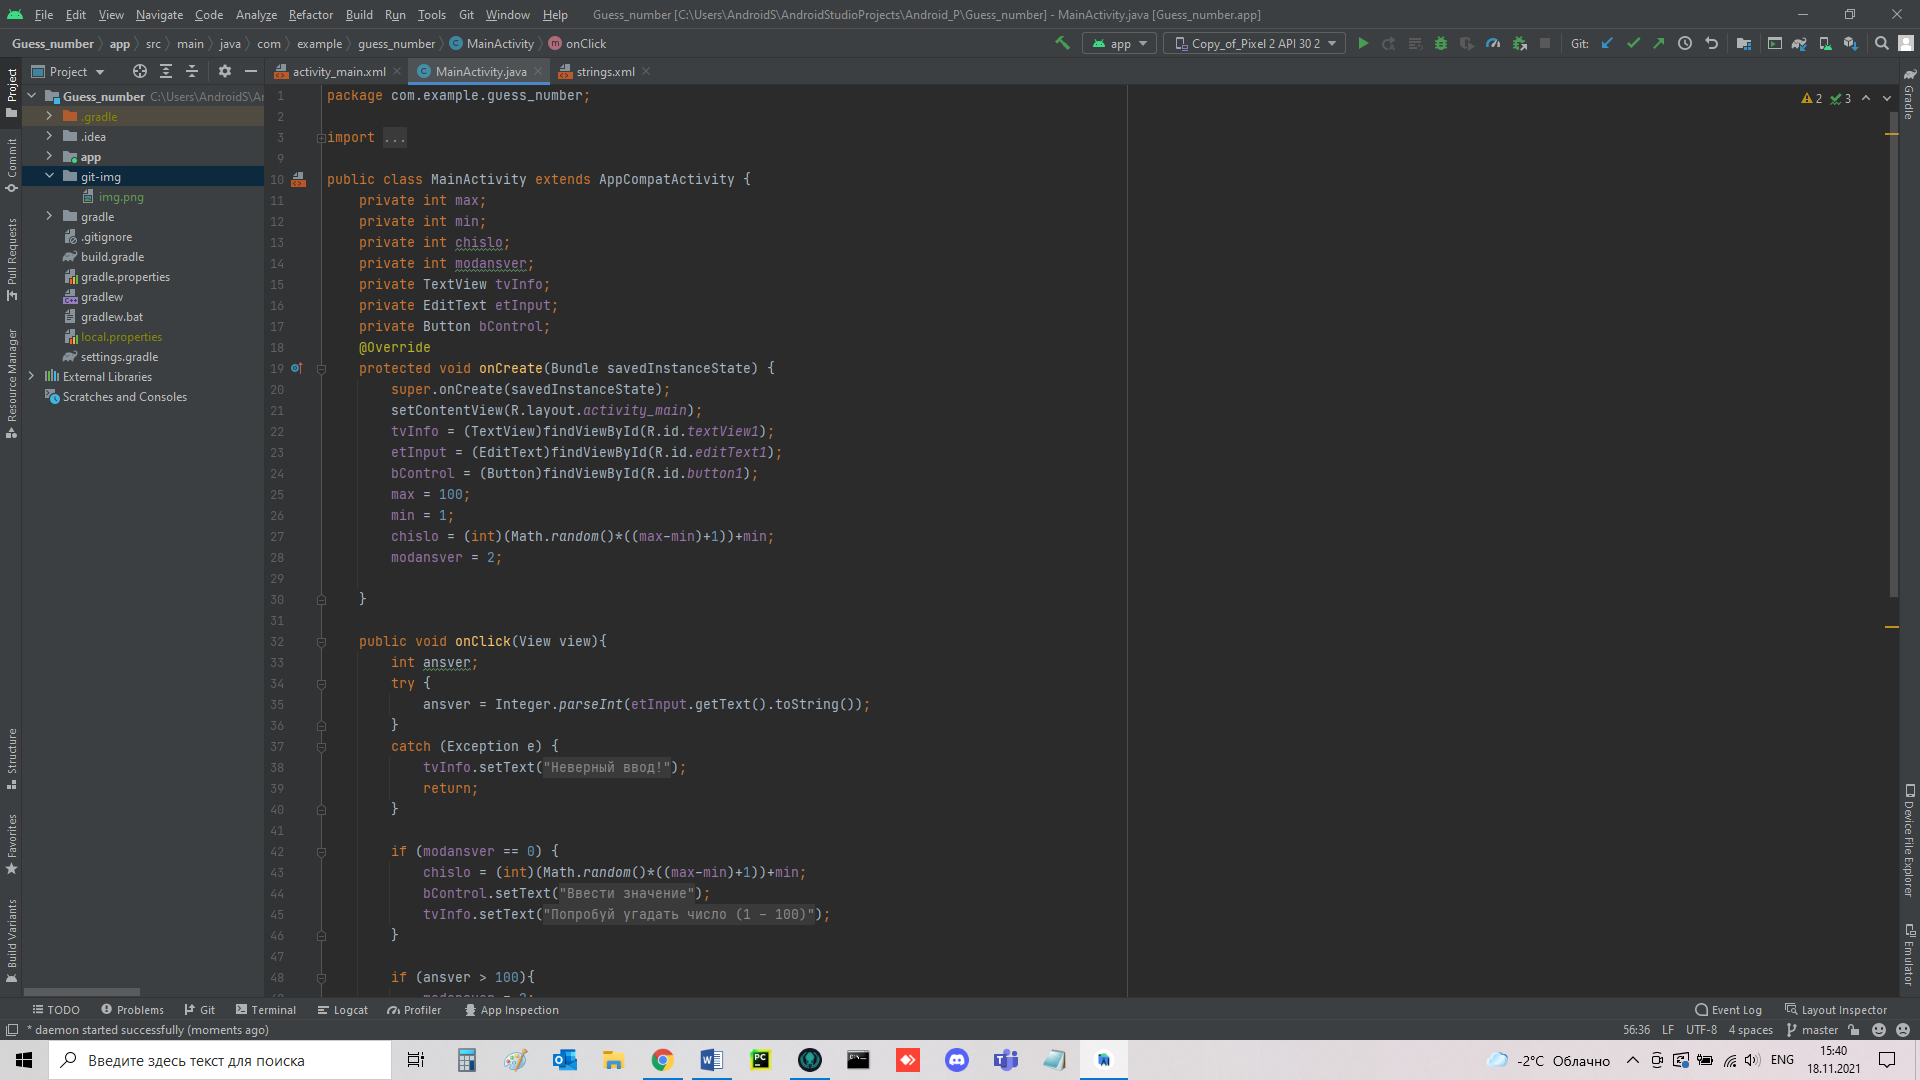 File Edit View Navigate Code Analyze Refactor Build Run Tools Git Window Help Guess_number [C:\Users\AndroidS\AndroidStudioProjects\Android_P\Guess_number] - MainActivity.java [Guess_number.app]
Guess_number app src main java com example guess_number MainActivity onClick app Copy_of_Pixel 2 API 30 2 Git:
Project activity_main.xml MainActivity.java strings.xml
Guess_number C:\Users\AndroidS\Ar
.gradle
.idea
app
git-img
img.png
gradle
.gitignore
build.gradle
gradle.properties
gradlew
gradlew.bat
local.properties
settings.gradle
External Libraries
Scratches and Consoles
Project
Commit
Pull Requests
Resource Manager
Structure
Favorites
Build Variants
2 3
1 package com.example.guess_number;
2
3 import ...
9
10 public class MainActivity extends AppCompatActivity {
11 private int max;
12 private int min;
13 private int chislo;
14 private int modansver;
15 private TextView tvInfo;
16 private EditText etInput;
17 private Button bControl;
18 @Override
19 protected void onCreate(Bundle savedInstanceState) {
20 super.onCreate(savedInstanceState);
21 setContentView(R.layout.activity_main);
22 tvInfo = (TextView)findViewById(R.id.textView1);
23 etInput = (EditText)findViewById(R.id.editText1);
24 bControl = (Button)findViewById(R.id.button1);
25 max = 100;
26 min = 1;
27 chislo = (int)(Math.random()*((max-min)+1))+min;
28 modansver = 2;
29
30 }
31
32 public void onClick(View view){
33 int ansver;
34 try {
35 ansver = Integer.parseInt(etInput.getText().toString());
36 }
37 catch (Exception e) {
38 tvInfo.setText("Неверный ввод!");
39 return;
40 }
41
42 if (modansver == 0) {
43 chislo = (int)(Math.random()*((max-min)+1))+min;
44 bControl.setText("Ввести значение");
45 tvInfo.setText("Попробуй угадать число (1 - 100)");
46 }
47
48 if (ansver > 100){
Gradle
Device File Explorer
Emulator
TODO Problems Git Terminal Logcat Profiler App Inspection Event Log Layout Inspector
* daemon started successfully (moments ago) 56:36 LF UTF-8 4 spaces master
Введите здесь текст для поиска -2°C Облачно ENG 15:40
18.11.2021